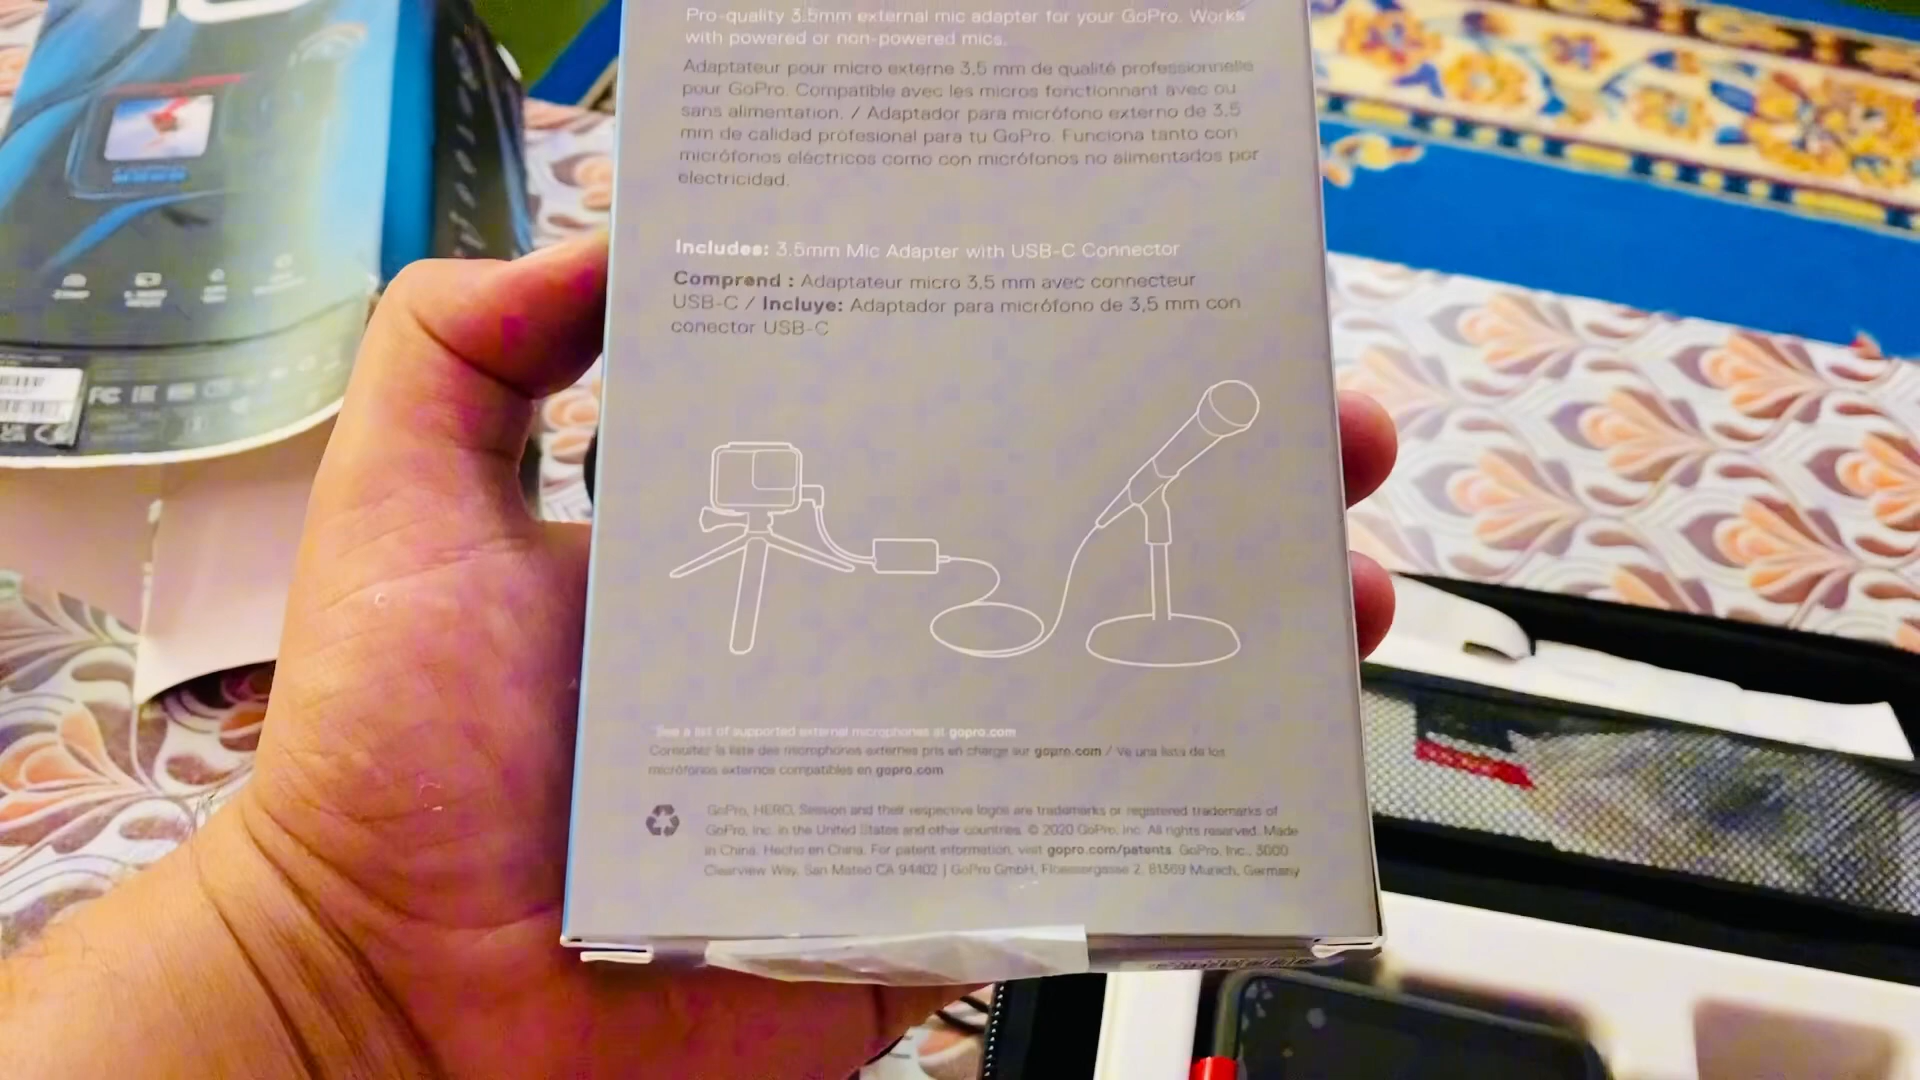 10
Pro-quality 3.5mm external mic adapter for your GoPro. Works
with powered or non-powered mics.
Adaptateur pour micro externe 3.5 mm de qualité professionnelle
pour GoPro. Compatible avec les micros fonctionnant avec ou
sans alimentation. / Adaptador para micrófono externo de 3.5
mm de calidad profesional para tu GoPro. Funciona tanto con
micrófonos eléctricos como con micrófonos no alimentados por
electricidad.
Includes: 3.5mm Mic Adapter with USB-C Connector
Comprend : Adaptateur micro 3,5 mm avec connecteur
USB-C / Incluye: Adaptador para micrófono de 3,5 mm con
conector USB-C
*See a list of supported external microphones at gopro.com
Consultez la liste des microphones externes pris en charge sur gopro.com / Ve una lista de los
micrófonos externos compatibles en gopro.com
GoPro, HERO, Session and their respective logos are trademarks or registered trademarks of
GoPro, Inc. in the United States and other countries. © 2020 GoPro, Inc. All rights reserved. Made
in China. Hecho en China. For patent information, visit gopro.com/patents. GoPro, Inc., 3000
Clearview Way, San Mateo CA 94402 | GoPro GmbH, Floessergasse 2, 81369 Munich, Germany